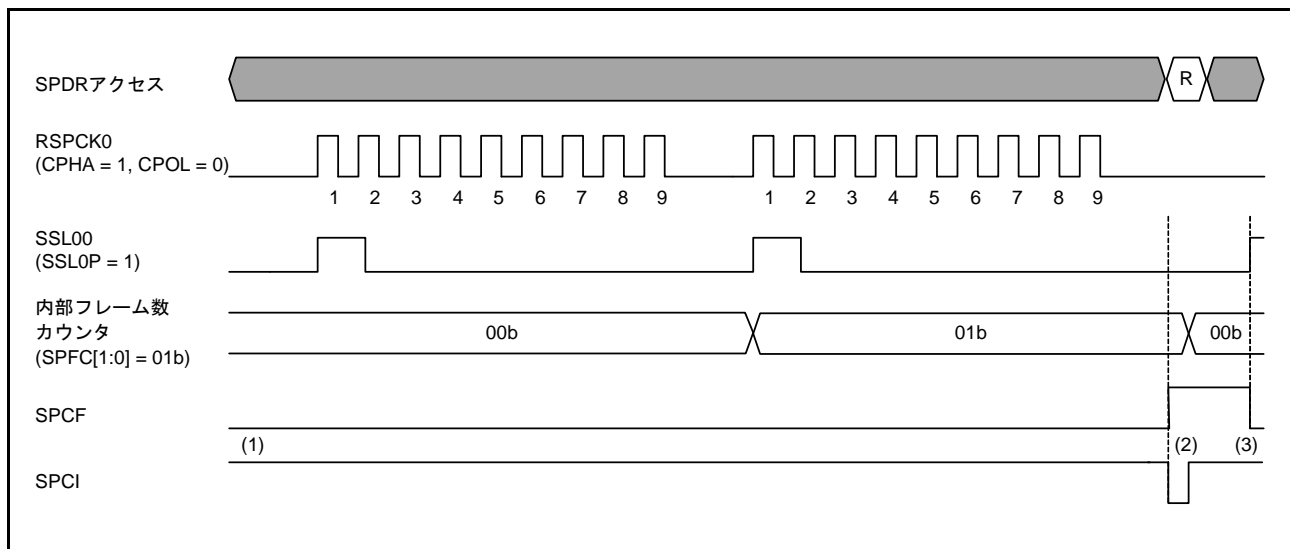 SPDRアクセス
R
RSPCK0
(CPHA = 1, CPOL = 0)
1 2 3 4 5 6 7 8 9 1 2 3 4 5 6 7 8 9
SSL00
(SSL0P = 1)
内部フレーム数
カウンタ
(SPFC[1:0] = 01b)
00b 01b 00b
SPCF
(1) (2) (3)
SPCI